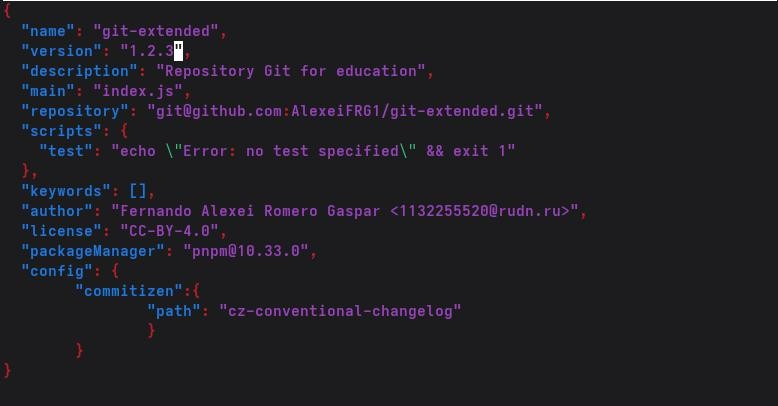 {
  "name": "git-extended",
  "version": "1.2.3",
  "description": "Repository Git for education",
  "main": "index.js",
  "repository": "git@github.com:AlexeiFRG1/git-extended.git",
  "scripts": {
    "test": "echo \"Error: no test specified\" && exit 1"
  },
  "keywords": [],
  "author": "Fernando Alexei Romero Gaspar <1132255520@rudn.ru>",
  "license": "CC-BY-4.0",
  "packageManager": "pnpm@10.33.0",
  "config": {
        "commitizen":{
                "path": "cz-conventional-changelog"
                }
        }
}